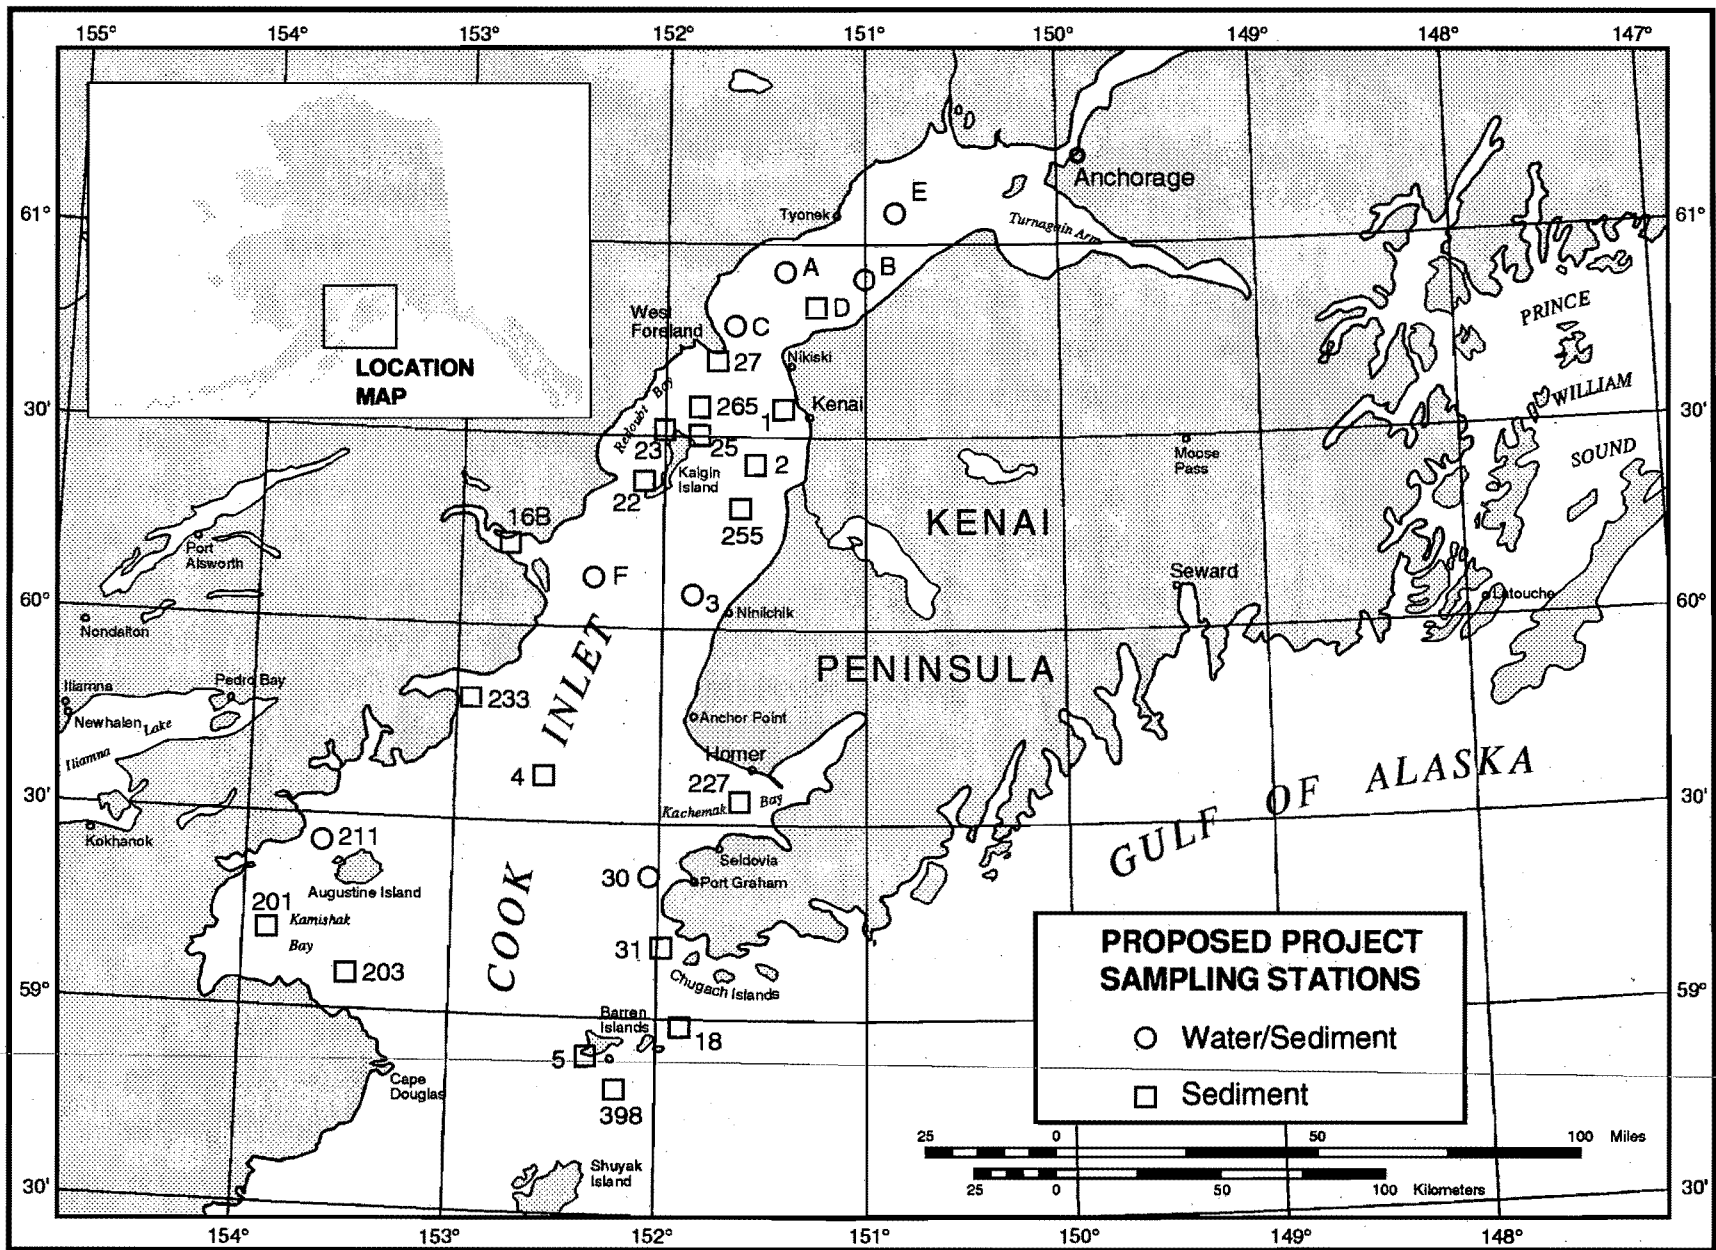 155° 154° 153° 152° 151° 150° 149° 148° 147°
Anchorage
E
Tyonek
Turnagain Arm
61°
61°
A
B
D
C
West
Foreland
27
Nikiski
PRINCE
WILLIAM
SOUND
LOCATION
MAP
Redoubt Bay
265
1
Kenai
30'
30'
23
25
2
Moose
Pass
Kalgin
Island
22
255
16B
KENAI
Port
Alsworth
F
3
Seward
Latouche
60°
60°
Ninilchik
Nondalton
INLET
PENINSULA
Iliamna
Pedro Bay
233
Newhalen
Iliamna Lake
Anchor Point
Homer
4
227
Kachemak Bay
GULF OF ALASKA
30'
30'
Kokhanok
211
Seldovia
Augustine Island
30
Port Graham
COOK
201
Kamishak
Bay
203
31
Chugach Islands
PROPOSED PROJECT
SAMPLING STATIONS
Water/Sediment
Sediment
59°
59°
Barren
Islands
18
5
Cape
Douglas
398
25 0 50 100 Miles
25 0 50 100 Kilometers
Shuyak
Island
30'
30'
154° 153° 152° 151° 150° 149° 148°